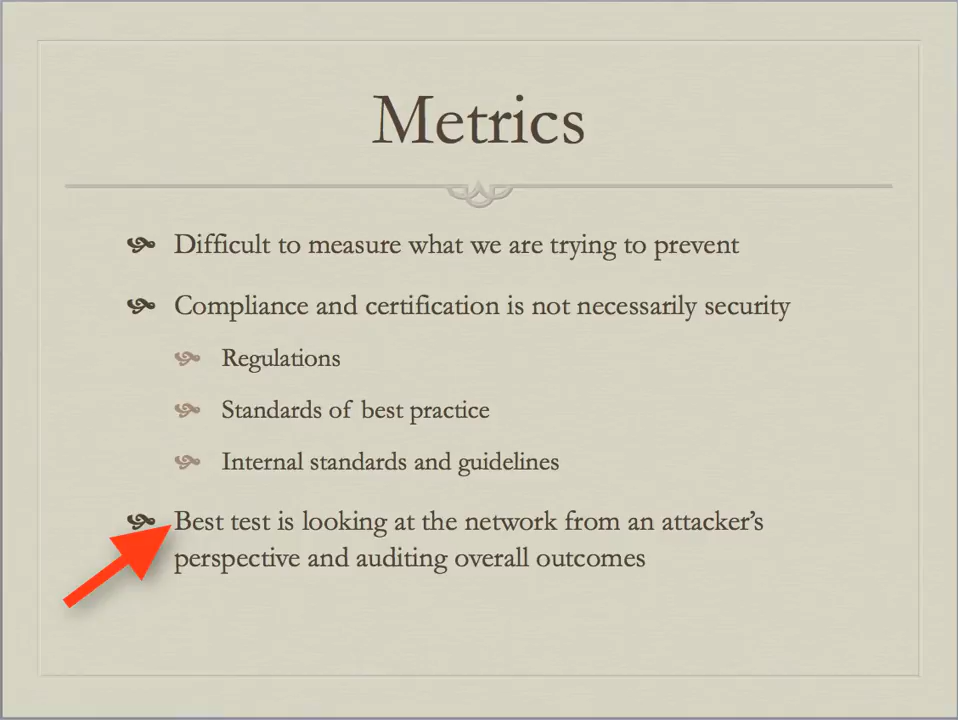 Metrics
Difficult to measure what we are trying to prevent
Compliance and certification is not necessarily security
Regulations
Standards of best practice
Internal standards and guidelines
Best test is looking at the network from an attacker’s
perspective and auditing overall outcomes